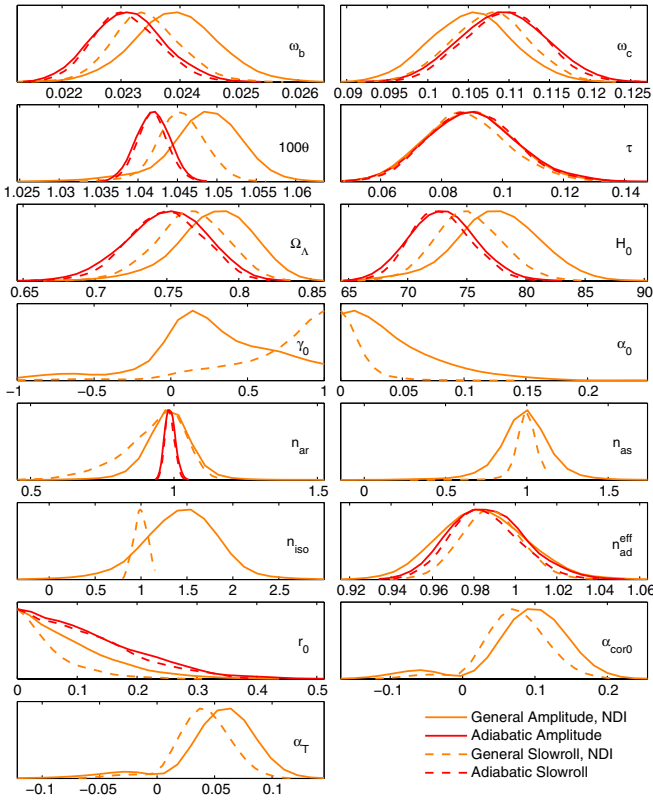 ω_b
0.022 0.023 0.024 0.025 0.026
ω_c
0.09 0.095 0.1 0.105 0.11 0.115 0.12 0.125
100θ
1.025 1.03 1.035 1.04 1.045 1.05 1.055 1.06
τ
0.06 0.08 0.1 0.12 0.14
Ω_Λ
0.65 0.7 0.75 0.8 0.85
H_0
65 70 75 80 85 90
γ_0
−1 −0.5 0 0.5 1
α_0
0 0.05 0.1 0.15 0.2
n_ar
0.5 1 1.5
n_as
0 0.5 1 1.5
n_iso
0 0.5 1 1.5 2 2.5
n_ad^eff
0.92 0.94 0.96 0.98 1 1.02 1.04 1.06
r_0
0 0.1 0.2 0.3 0.4 0.5
α_cor0
−0.1 0 0.1 0.2
α_T
−0.1 −0.05 0 0.05 0.1
General Amplitude, NDI
Adiabatic Amplitude
General Slowroll, NDI
Adiabatic Slowroll